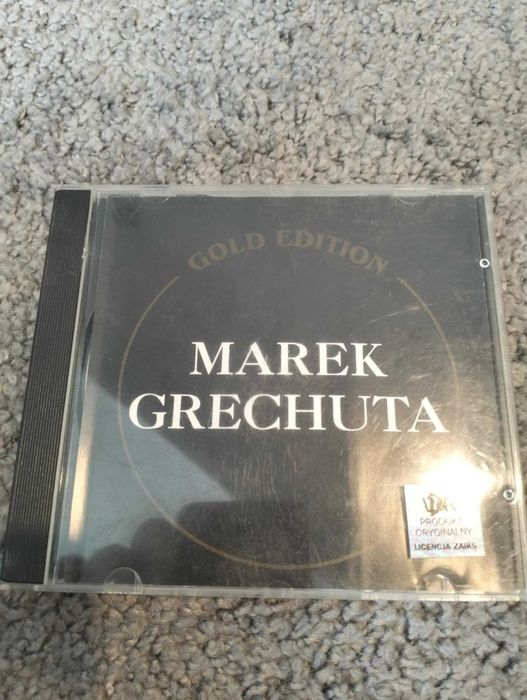 GOLD EDITION
MAREK
GRECHUTA
PRODUKT
ORYGINALNY
LICENCJA ZAIKS